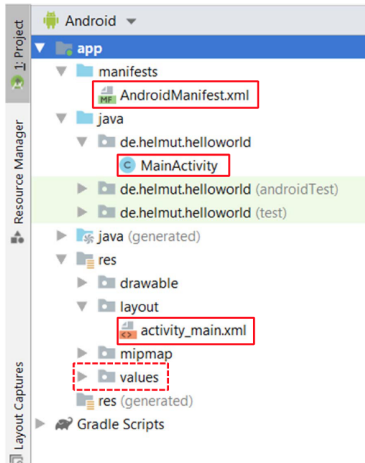 Android
1: Project
Resource Manager
Layout Captures
app
manifests
MF
AndroidManifest.xml
java
de.helmut.helloworld
C MainActivity
de.helmut.helloworld (androidTest)
de.helmut.helloworld (test)
java (generated)
res
drawable
layout
<> activity_main.xml
mipmap
values
res (generated)
Gradle Scripts